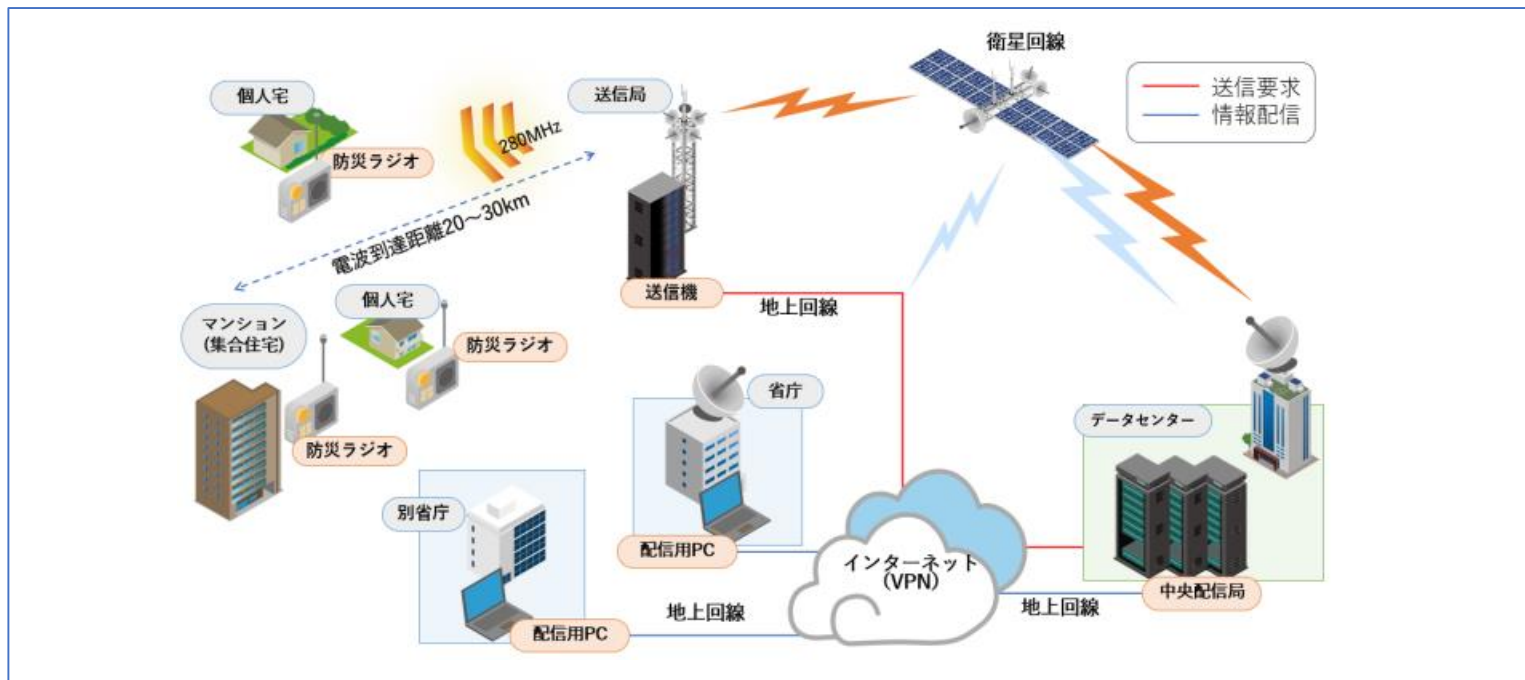 衛星回線
送信要求
情報配信
個人宅
送信局
280MHz
防災ラジオ
電波到達距離20～30km
送信機
地上回線
個人宅
マンション
(集合住宅)
防災ラジオ
防災ラジオ
省庁
データセンター
別省庁
配信用PC
インターネット
(VPN)
中央配信局
地上回線
地上回線
配信用PC